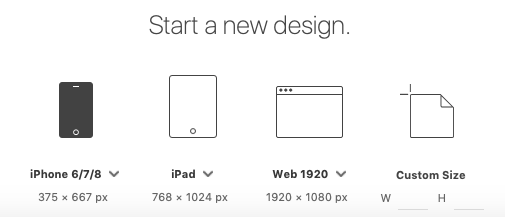 Start a new design.
iPhone 6/7/8 iPad Web 1920 Custom Size
375 × 667 px 768 × 1024 px 1920 × 1080 px W H